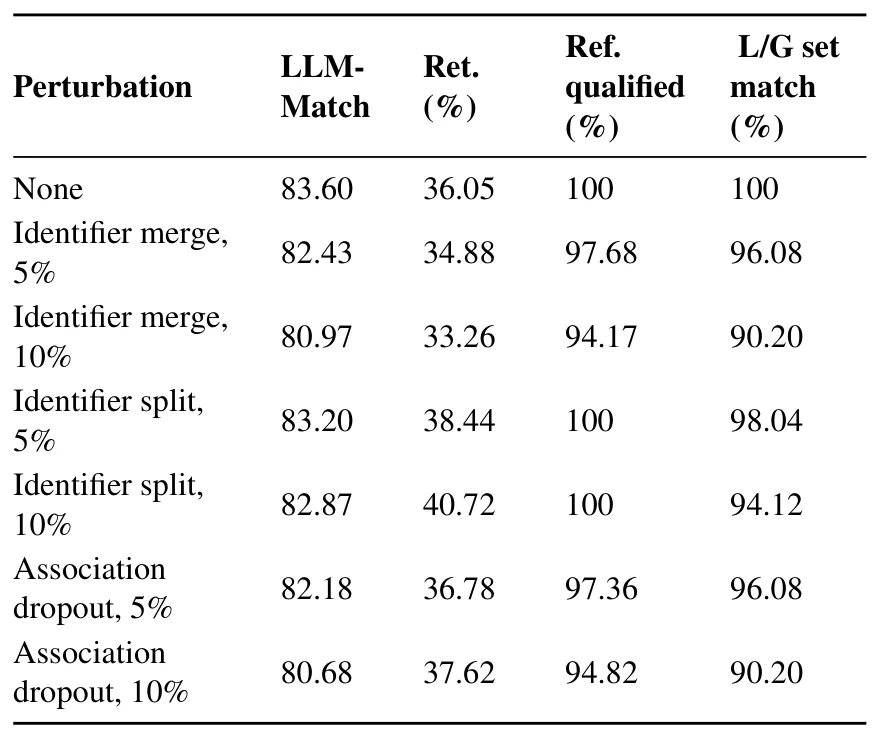 Perturbation LLM-Match Ret. (%) Ref. qualified (%) L/G set match (%)
None 83.60 36.05 100 100
Identifier merge, 5% 82.43 34.88 97.68 96.08
Identifier merge, 10% 80.97 33.26 94.17 90.20
Identifier split, 5% 83.20 38.44 100 98.04
Identifier split, 10% 82.87 40.72 100 94.12
Association dropout, 5% 82.18 36.78 97.36 96.08
Association dropout, 10% 80.68 37.62 94.82 90.20